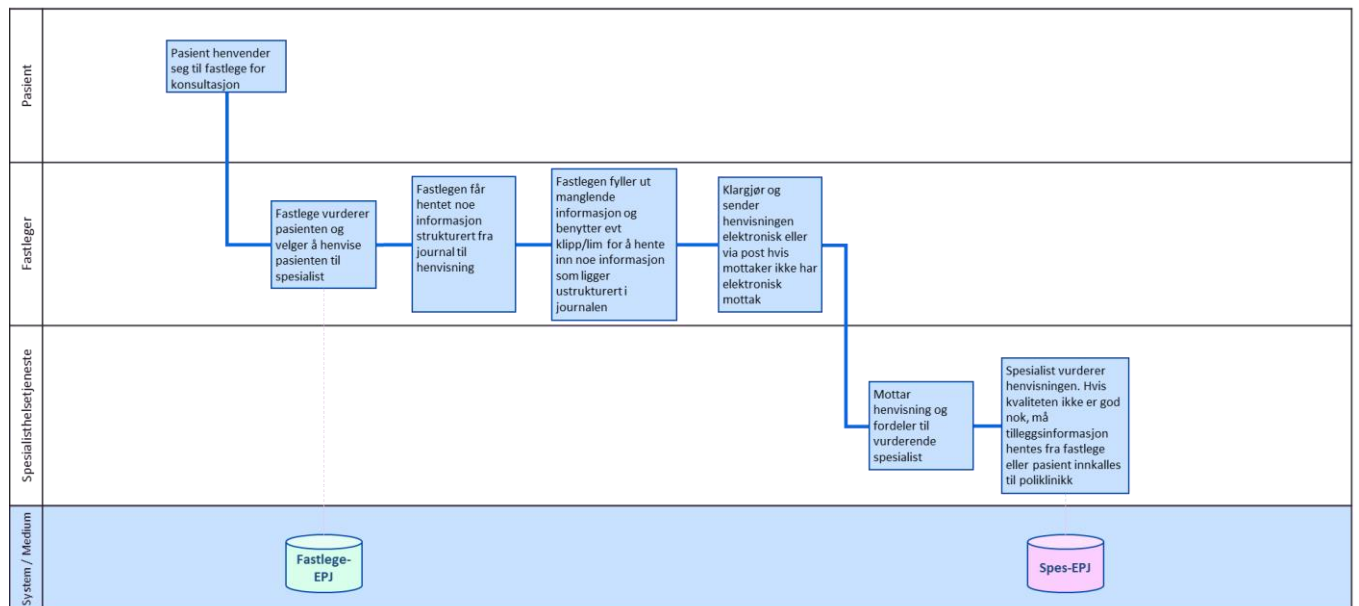 Pasient
Pasient henvender
seg til fastlege for
konsultasjon
Fastleger
Fastlege vurderer
pasienten og
velger å henvise
pasienten til
spesialist
Fastlegen får
hentet noe
informasjon
strukturert fra
journal til
henvisning
Fastlegen fyller ut
manglende
informasjon og
benytter evt
klipp/lim for å hente
inn noe informasjon
som ligger
ustrukturert i
journalen
Klargjør og
sender
henvisningen
elektronisk eller
via post hvis
mottaker ikke har
elektronisk
mottak
Spesialisthelsetjeneste
Mottar
henvisning og
fordeler til
vurderende
spesialist
Spesialist vurderer
henvisningen. Hvis
kvaliteten ikke er god
nok, må
tilleggsinformasjon
hentes fra fastlege
eller pasient innkalles
til poliklinikk
System / Medium
Fastlege-
EPJ
Spes-EPJ